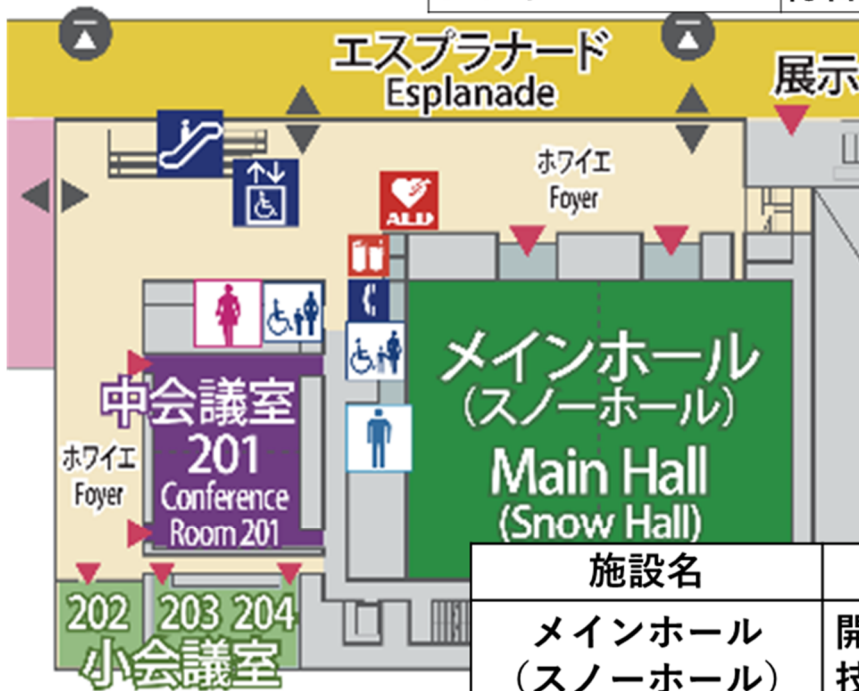 エスプラナード
Esplanade
展示
ホワイエ
Foyer
AED
メインホール
(スノーホール)
Main Hall
(Snow Hall)
中会議室
201
Conference
Room 201
ホワイエ
Foyer
202 203 204
小会議室
施設名
メインホール 開
(スノーホール) 技